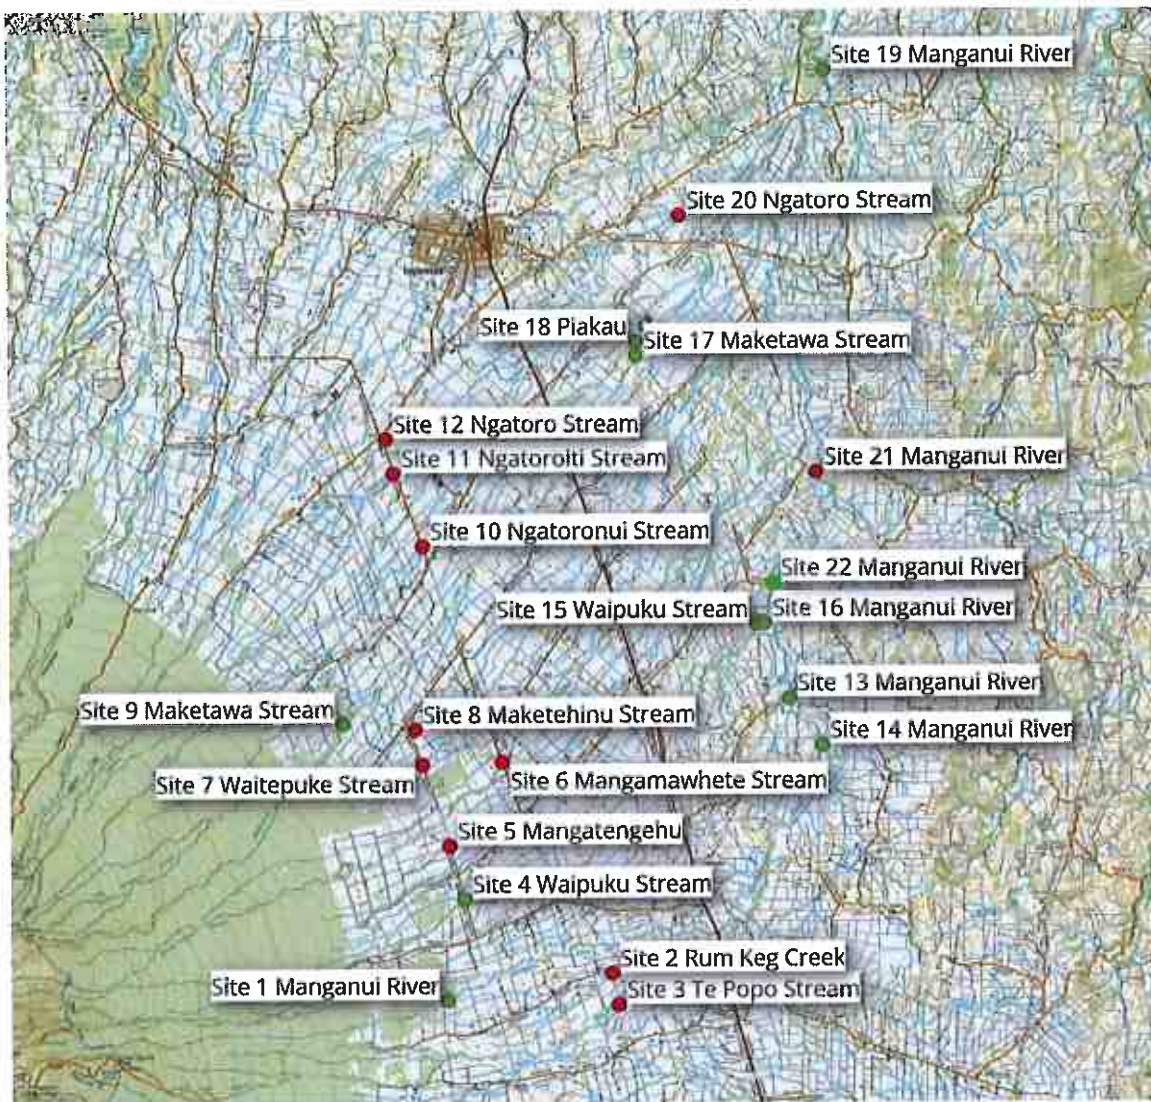 Site 19 Manganui River
Site 20 Ngatoro Stream
Site 18 Piakau
Site 17 Maketawa Stream
Site 12 Ngatoro Stream
Site 11 Ngatoroiti Stream
Site 21 Manganui River
Site 10 Ngatoronui Stream
Site 22 Manganui River
Site 15 Waipuku Stream
Site 16 Manganui River
Site 13 Manganui River
Site 9 Maketawa Stream
Site 8 Maketehinu Stream
Site 14 Manganui River
Site 7 Waitepuke Stream
Site 6 Mangamawhete Stream
Site 5 Mangatengehu
Site 4 Waipuku Stream
Site 2 Rum Keg Creek
Site 1 Manganui River
Site 3 Te Popo Stream